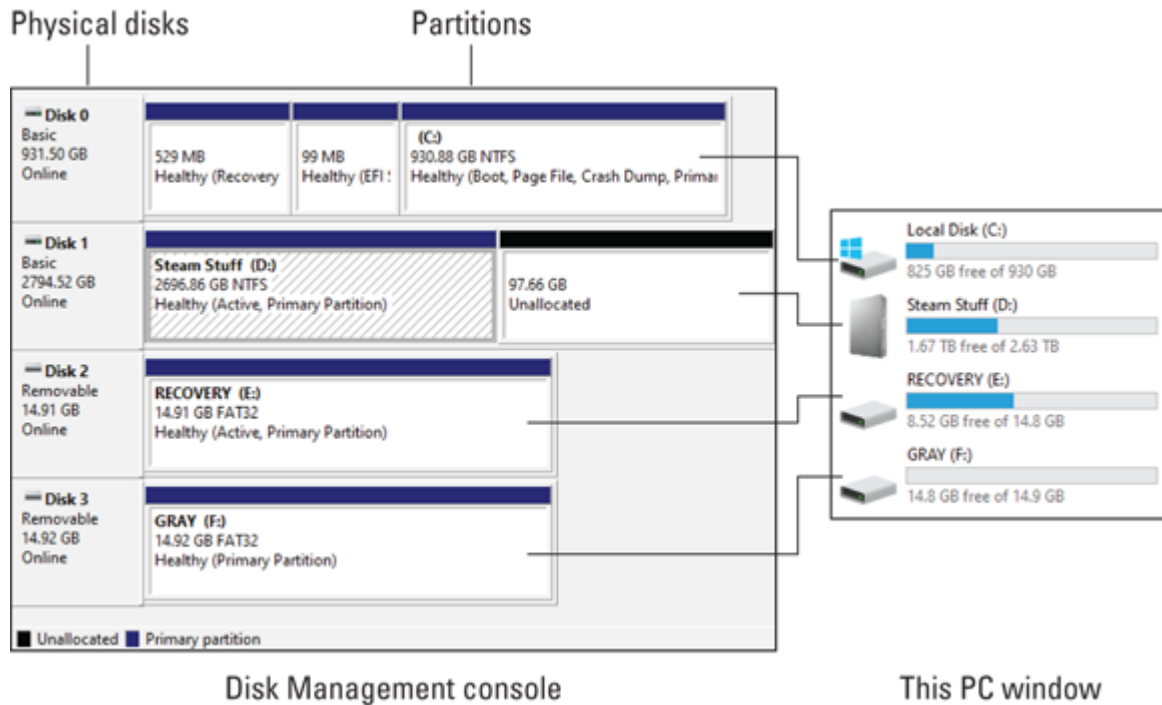 Physical disks
Partitions
Disk 0
Basic
931.50 GB
Online
529 MB
Healthy (Recovery
99 MB
Healthy (EFI
(C:)
930.88 GB NTFS
Healthy (Boot, Page File, Crash Dump, Prima
Disk 1
Basic
2794.52 GB
Online
Steam Stuff (D:)
2696.86 GB NTFS
Healthy (Active, Primary Partition)
97.66 GB
Unallocated
Disk 2
Removable
14.91 GB
Online
RECOVERY (E:)
14.91 GB FAT32
Healthy (Active, Primary Partition)
Disk 3
Removable
14.92 GB
Online
GRAY (F:)
14.92 GB FAT32
Healthy (Primary Partition)
Unallocated Primary partition
Disk Management console
Local Disk (C:)
825 GB free of 930 GB
Steam Stuff (D:)
1.67 TB free of 2.63 TB
RECOVERY (E:)
8.52 GB free of 14.8 GB
GRAY (F:)
14.8 GB free of 14.9 GB
This PC window